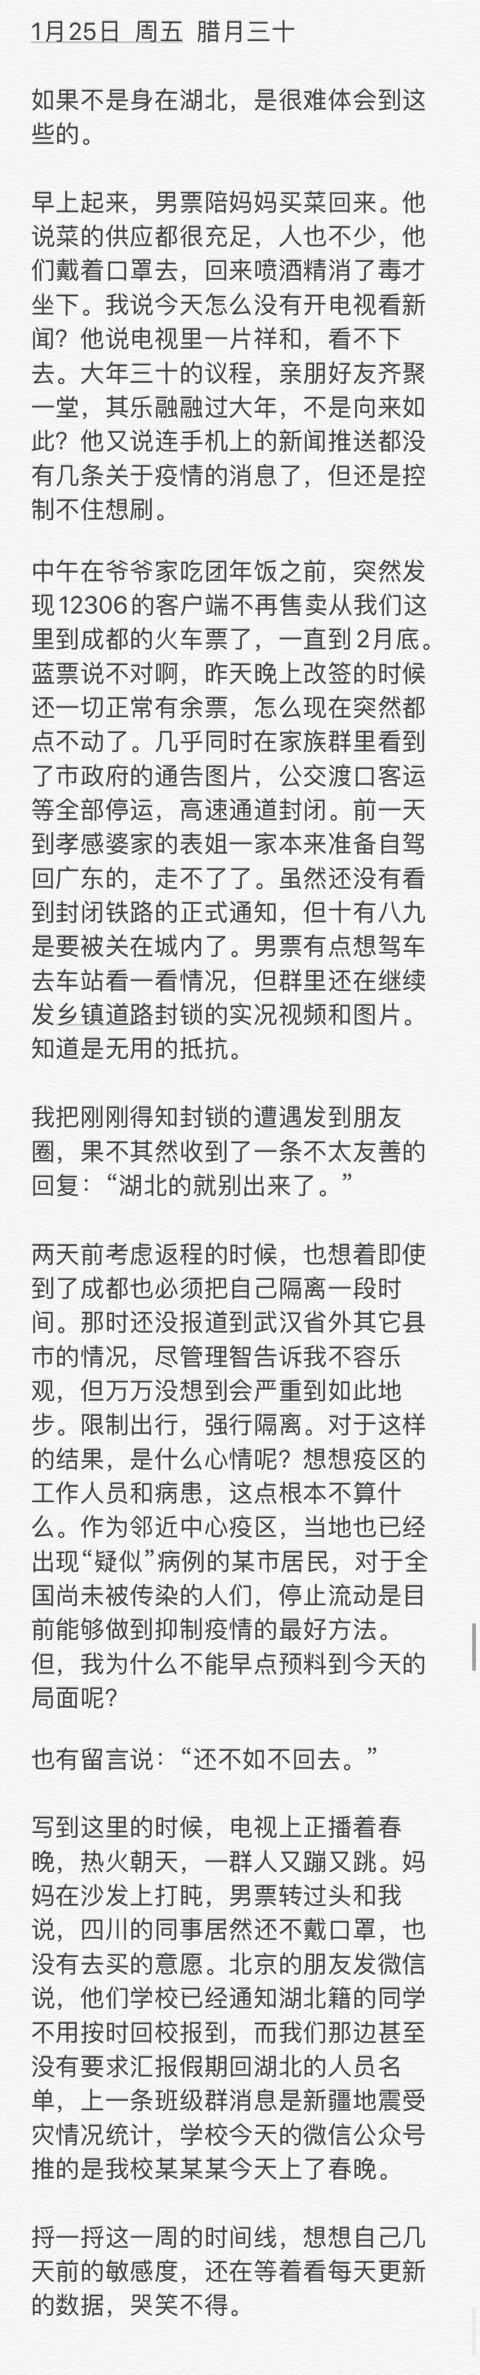 1月25日 周五 腊月三十
如果不是身在湖北，是很难体会到这
些的。
早上起来，男票陪妈妈买菜回来。他
说菜的供应都很充足，人也不少，他
们戴着口罩去，回来喷酒精消了毒才
坐下。我说今天怎么没有开电视看新
闻？他说电视里一片祥和，看不下
去。大年三十的议程，亲朋好友齐聚
一堂，其乐融融过大年，不是向来如
此？他又说连手机上的新闻推送都没
有几条关于疫情的消息了，但还是控
制不住想刷。
中午在爷爷家吃团年饭之前，突然发
现12306的客户端不再售卖从我们这
里到成都的火车票了，一直到2月底。
蓝票说不对啊，昨天晚上改签的时候
还一切正常有余票，怎么现在突然都
点不动了。几乎同时在家族群里看到
了市政府的通告图片，公交渡口客运
等全部停运，高速通道封闭。前一天
到孝感婆家的表姐一家本来准备自驾
回广东的，走不了了。虽然还没有看
到封闭铁路的正式通知，但十有八九
是要被关在城内了。男票有点想驾车
去车站看一看情况，但群里还在继续
发乡镇道路封锁的实况视频和图片。
知道是无用的抵抗。
我把刚刚得知封锁的遭遇发到朋友
圈，果不其然收到了一条不太友善的
回复：“湖北的就别出来了。”
两天前考虑返程的时候，也想着即使
到了成都也必须把自己隔离一段时
间。那时还没报道到武汉省外其它县
市的情况，尽管理智告诉我不容乐
观，但万万没想到会严重到如此地
步。限制出行，强行隔离。对于这样
的结果，是什么心情呢？想想疫区的
工作人员和病患，这点根本不算什
么。作为邻近中心疫区，当地也已经
出现“疑似”病例的某市居民，对于全
国尚未被传染的人们，停止流动是目
前能够做到抑制疫情的最好方法。
但，我为什么不能早点预料到今天的
局面呢？
也有留言说：“还不如不回去。”
写到这里的时候，电视上正播着春
晚，热火朝天，一群人又蹦又跳。妈
妈在沙发上打盹，男票转过头和我
说，四川的同事居然还不戴口罩，也
没有去买的意愿。北京的朋友发微信
说，他们学校已经通知湖北籍的同学
不用按时回校报到，而我们那边甚至
没有要求汇报假期回湖北的人员名
单，上一条班级群消息是新疆地震受
灾情况统计，学校今天的微信公众号
推的是我校某某某今天上了春晚。
捋一捋这一周的时间线，想想自己几
天前的敏感度，还在等着看每天更新
的数据，哭笑不得。